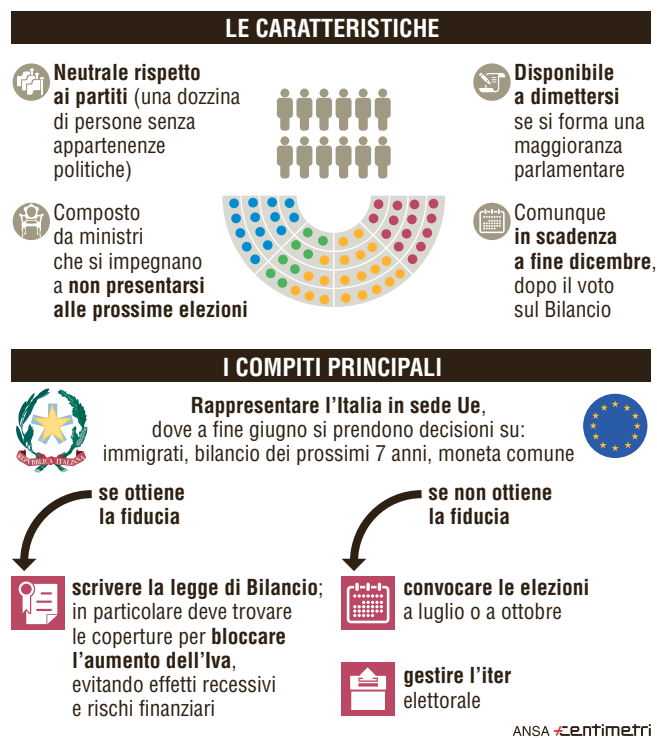 LE CARATTERISTICHE
Neutrale rispetto
ai partiti (una dozzina
di persone senza
appartenenze
politiche)
Disponibile
a dimettersi
se si forma una
maggioranza
parlamentare
Composto
da ministri
che si impegnano
a non presentarsi
alle prossime elezioni
Comunque
in scadenza
a fine dicembre,
dopo il voto
sul Bilancio
I COMPITI PRINCIPALI
REPVBBLICA ITALIANA
Rappresentare l'Italia in sede Ue,
dove a fine giugno si prendono decisioni su:
immigrati, bilancio dei prossimi 7 anni, moneta comune
se ottiene
la fiducia
scrivere la legge di Bilancio;
in particolare deve trovare
le coperture per bloccare
l'aumento dell'Iva,
evitando effetti recessivi
e rischi finanziari
se non ottiene
la fiducia
convocare le elezioni
a luglio o a ottobre
gestire l'iter
elettorale
ANSA centimetri